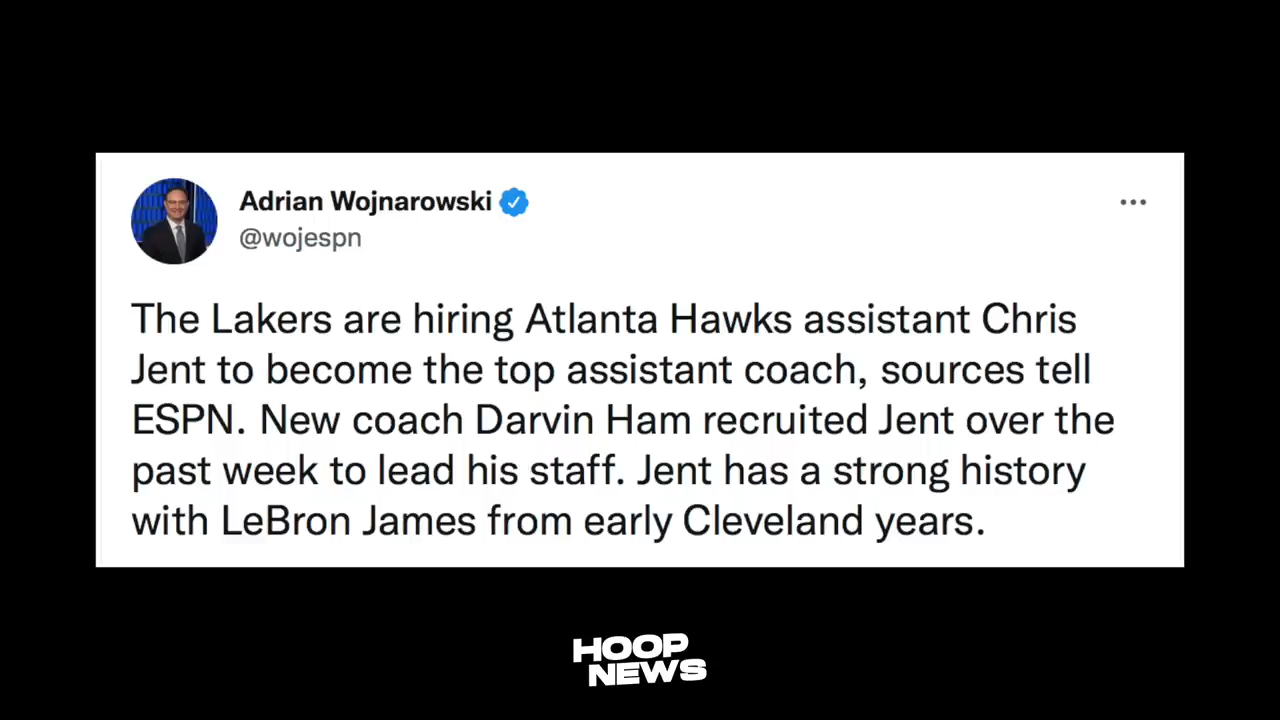 Adrian Wojnarowski
@wojespn
The Lakers are hiring Atlanta Hawks assistant Chris
Jent to become the top assistant coach, sources tell
ESPN. New coach Darvin Ham recruited Jent over the
past week to lead his staff. Jent has a strong history
with LeBron James from early Cleveland years.
HOOP
NEWS